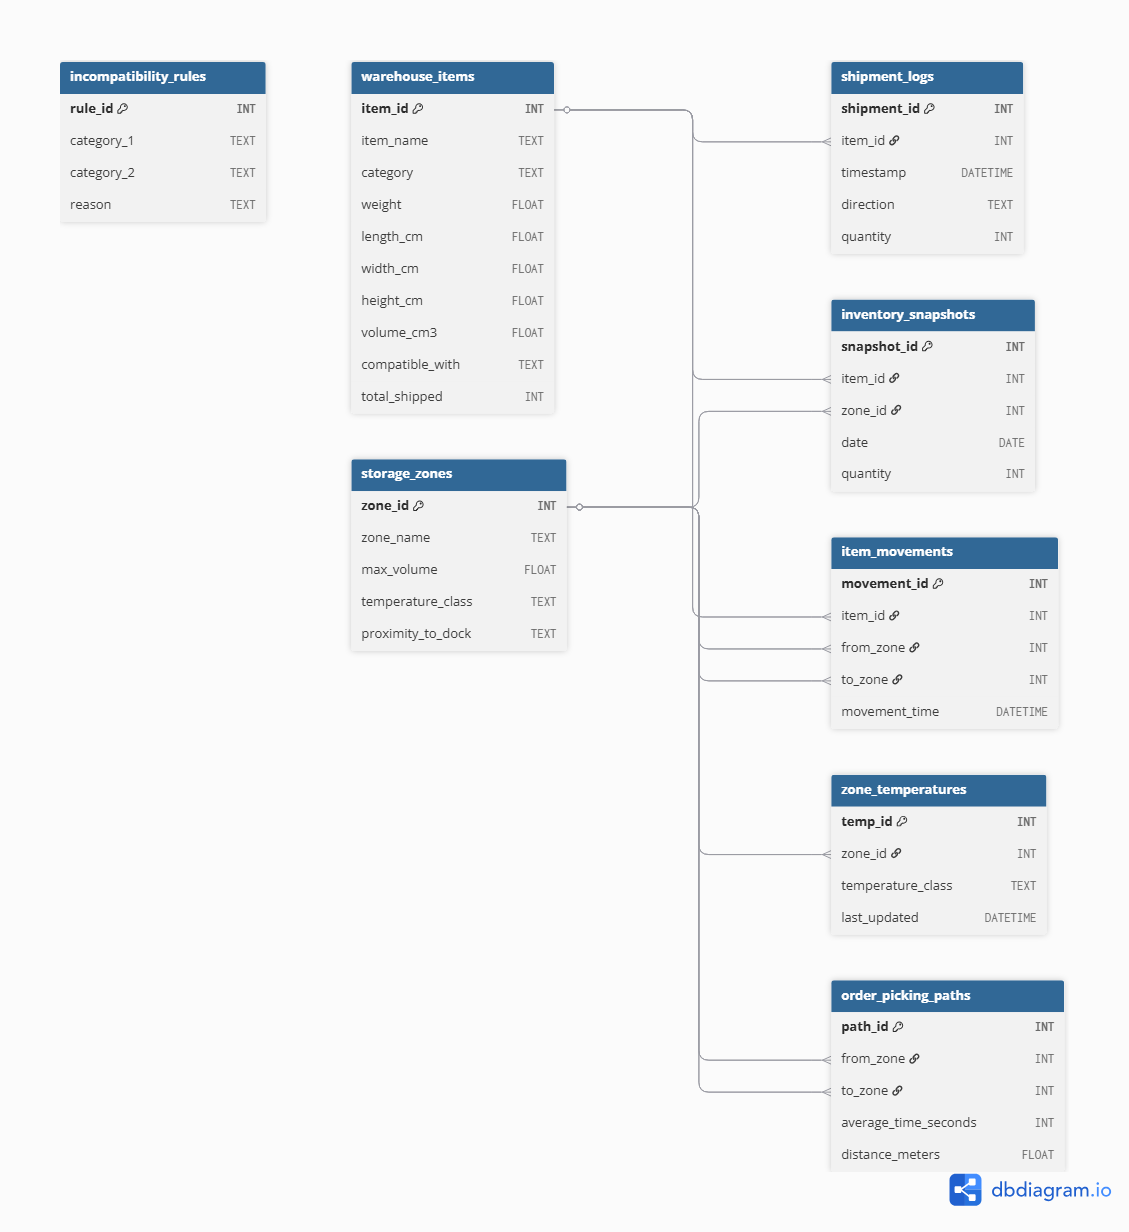 incompatibility_rules
rule_id INT
category_1 TEXT
category_2 TEXT
reason TEXT
warehouse_items
item_id INT
item_name TEXT
category TEXT
weight FLOAT
length_cm FLOAT
width_cm FLOAT
height_cm FLOAT
volume_cm3 FLOAT
compatible_with TEXT
total_shipped INT
storage_zones
zone_id INT
zone_name TEXT
max_volume FLOAT
temperature_class TEXT
proximity_to_dock TEXT
shipment_logs
shipment_id INT
item_id INT
timestamp DATETIME
direction TEXT
quantity INT
inventory_snapshots
snapshot_id INT
item_id INT
zone_id INT
date DATE
quantity INT
item_movements
movement_id INT
item_id INT
from_zone INT
to_zone INT
movement_time DATETIME
zone_temperatures
temp_id INT
zone_id INT
temperature_class TEXT
last_updated DATETIME
order_picking_paths
path_id INT
from_zone INT
to_zone INT
average_time_seconds INT
distance_meters FLOAT
dbdiagram.io